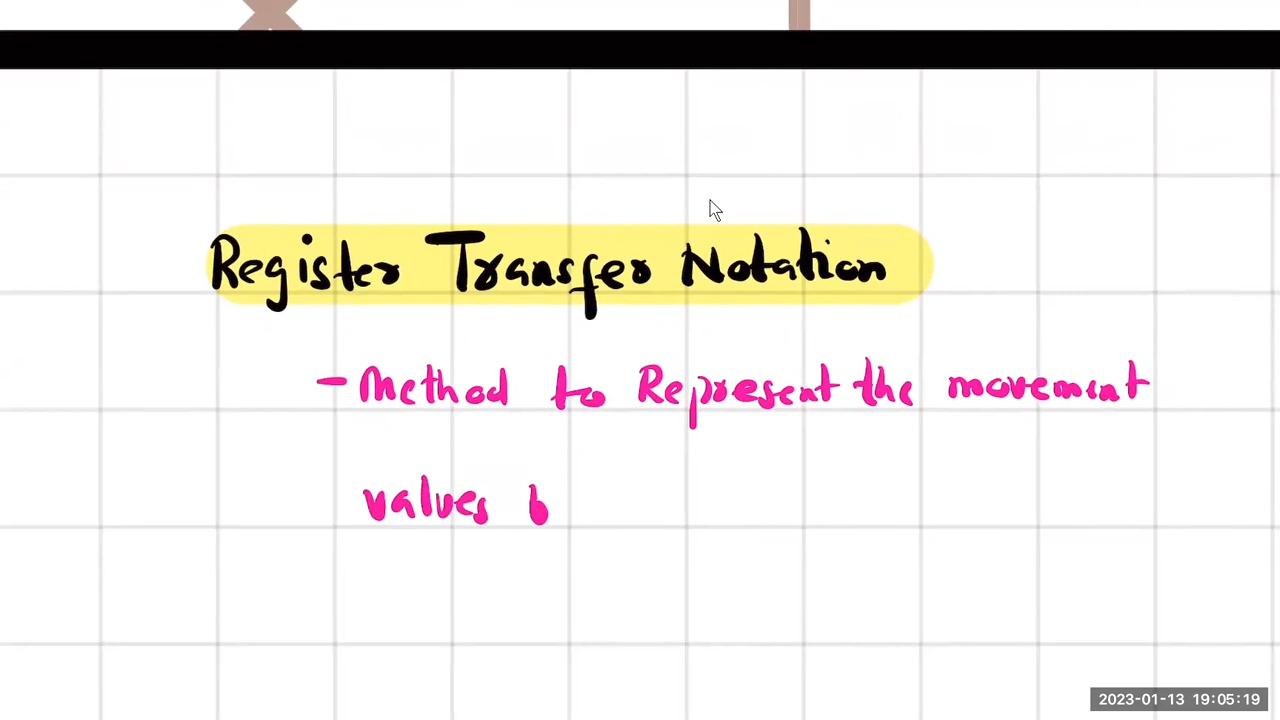 Register Transfer Notation
- Method to Represent the movement
values b
2023-01-13 19:05:19